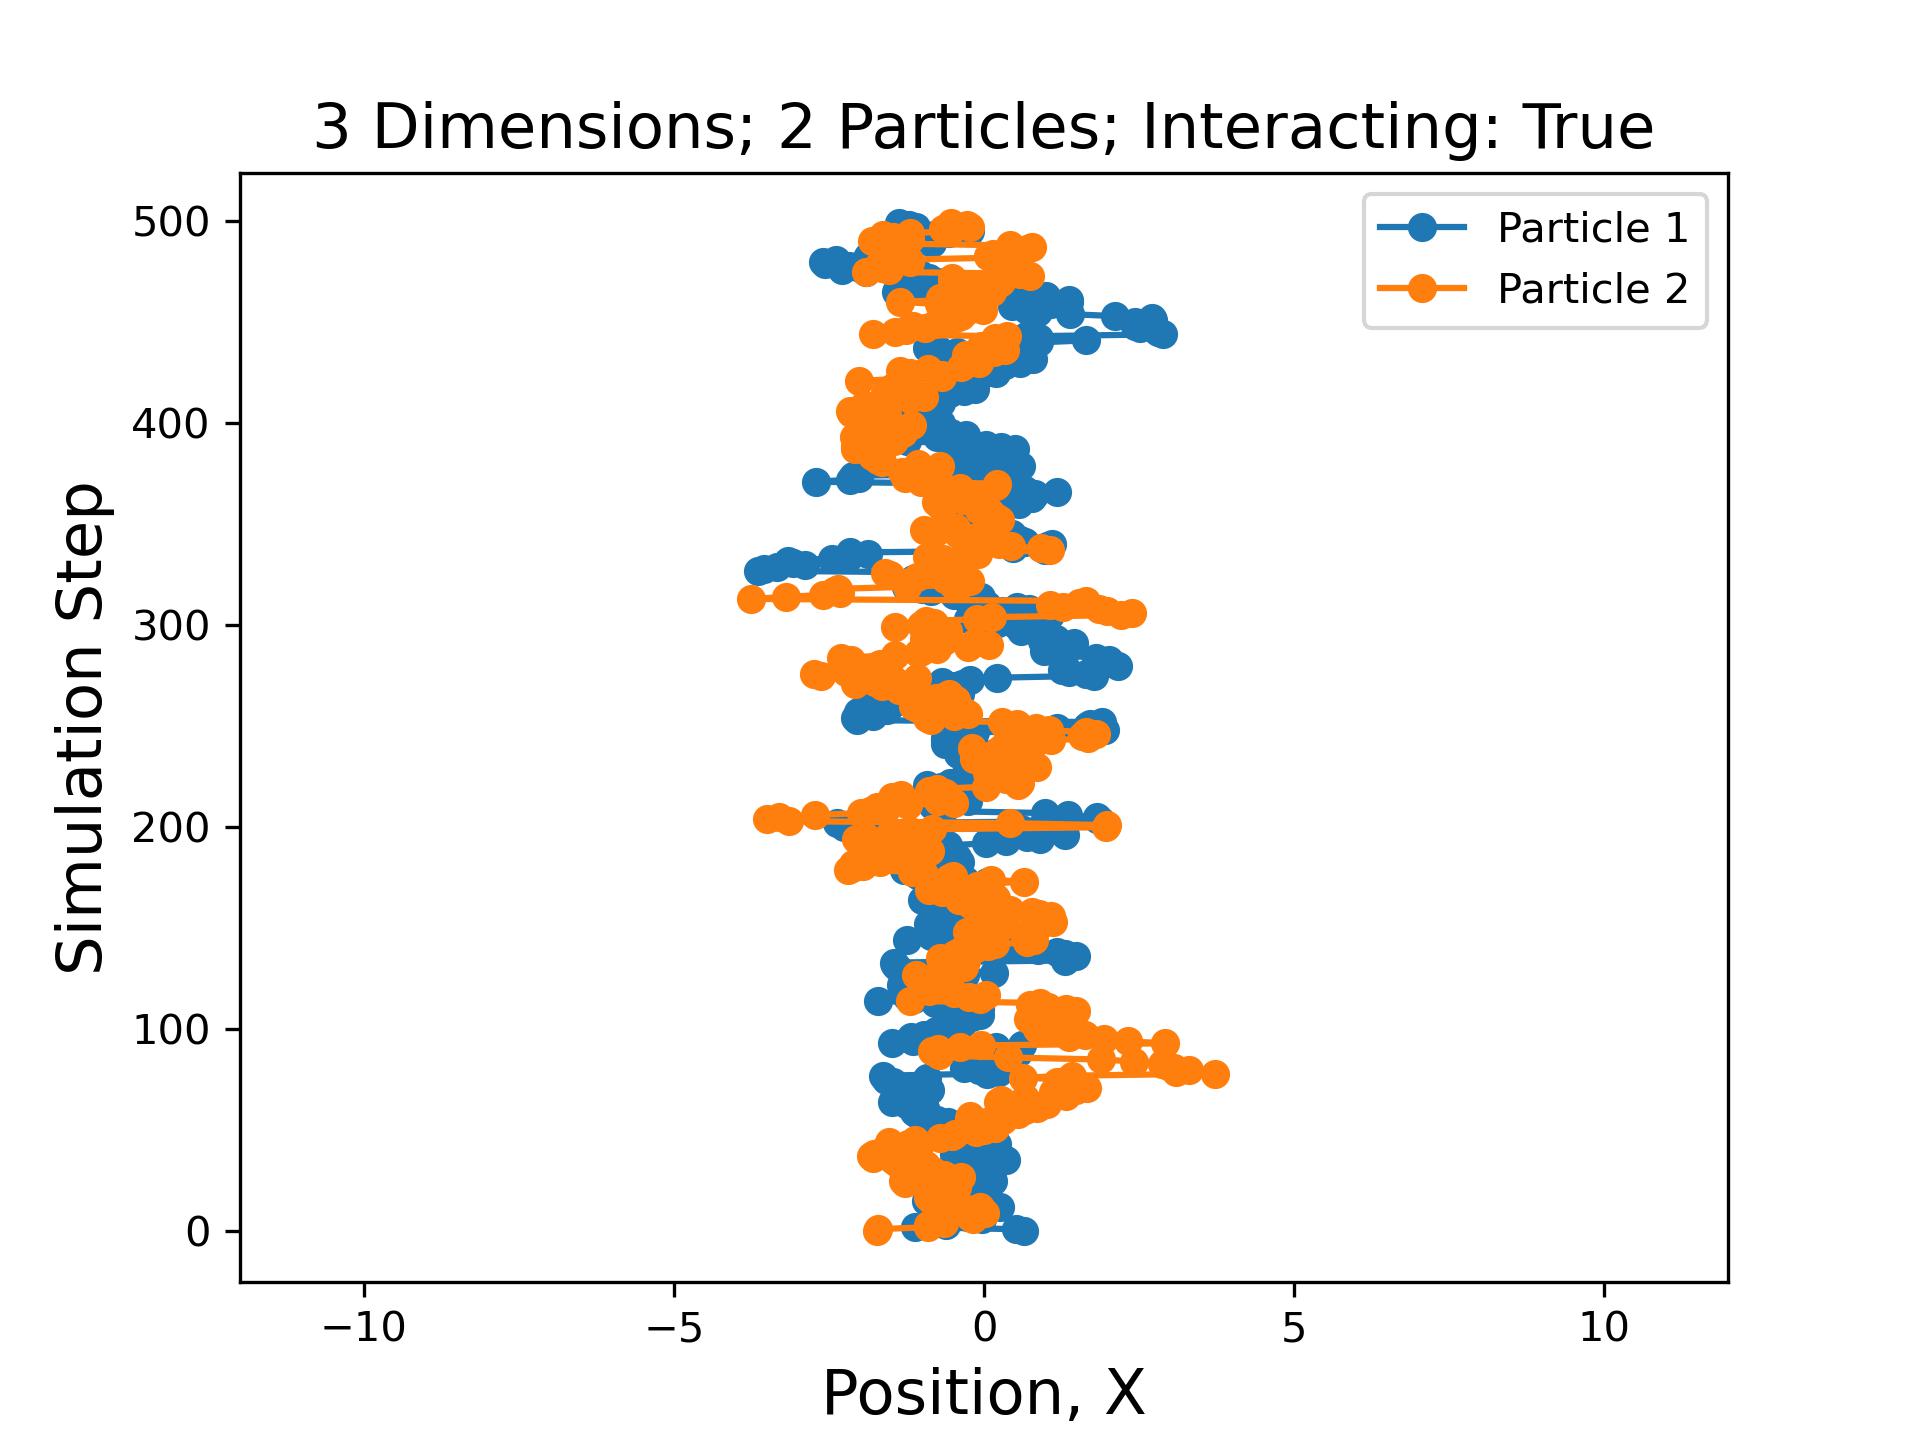 3 Dimensions; 2 Particles; Interacting: True
Particle 1
Particle 2
500
400
300
200
100
0
Simulation Step
−10
−5
0
5
10
Position, X